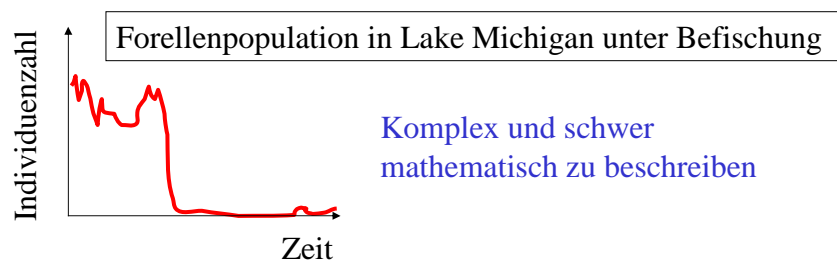 Forellenpopulation in Lake Michigan unter Befischung
Individuenzahl
Komplex und schwer
mathematisch zu beschreiben
Zeit